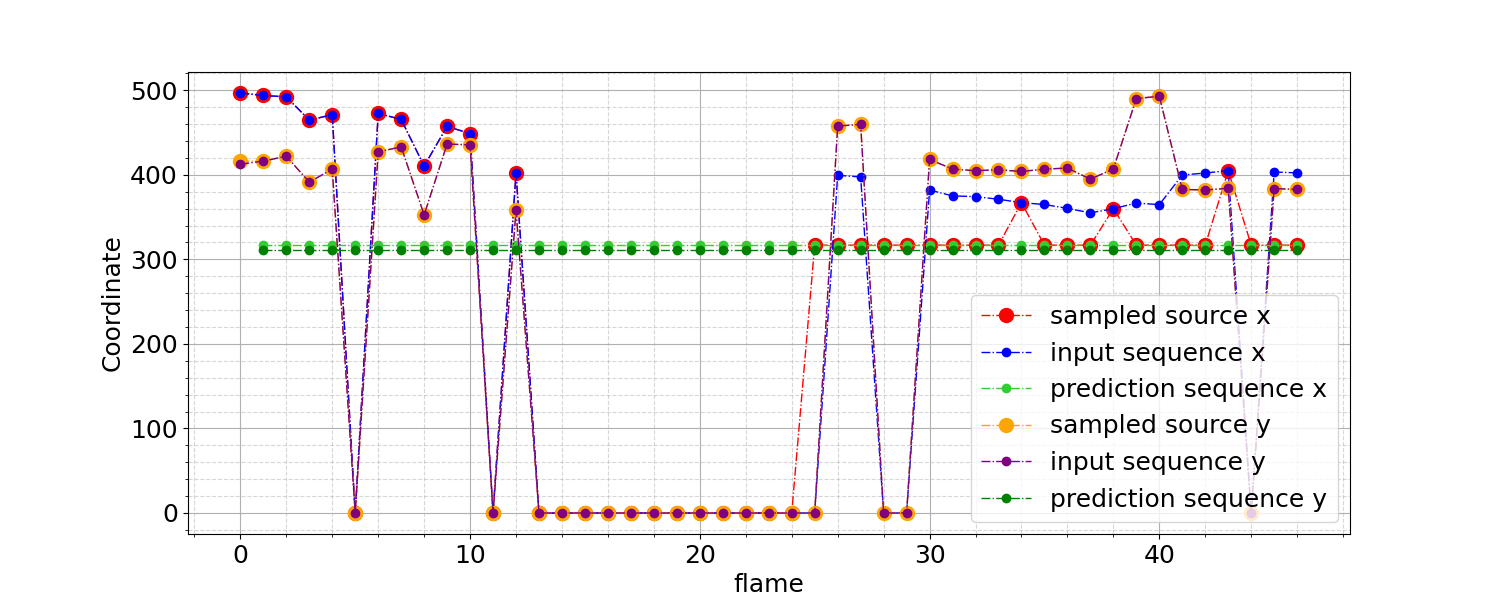 500
400
300
200
100
0
Coordinate
0 10 20 30 40
flame
sampled source x
input sequence x
prediction sequence x
sampled source y
input sequence y
prediction sequence y